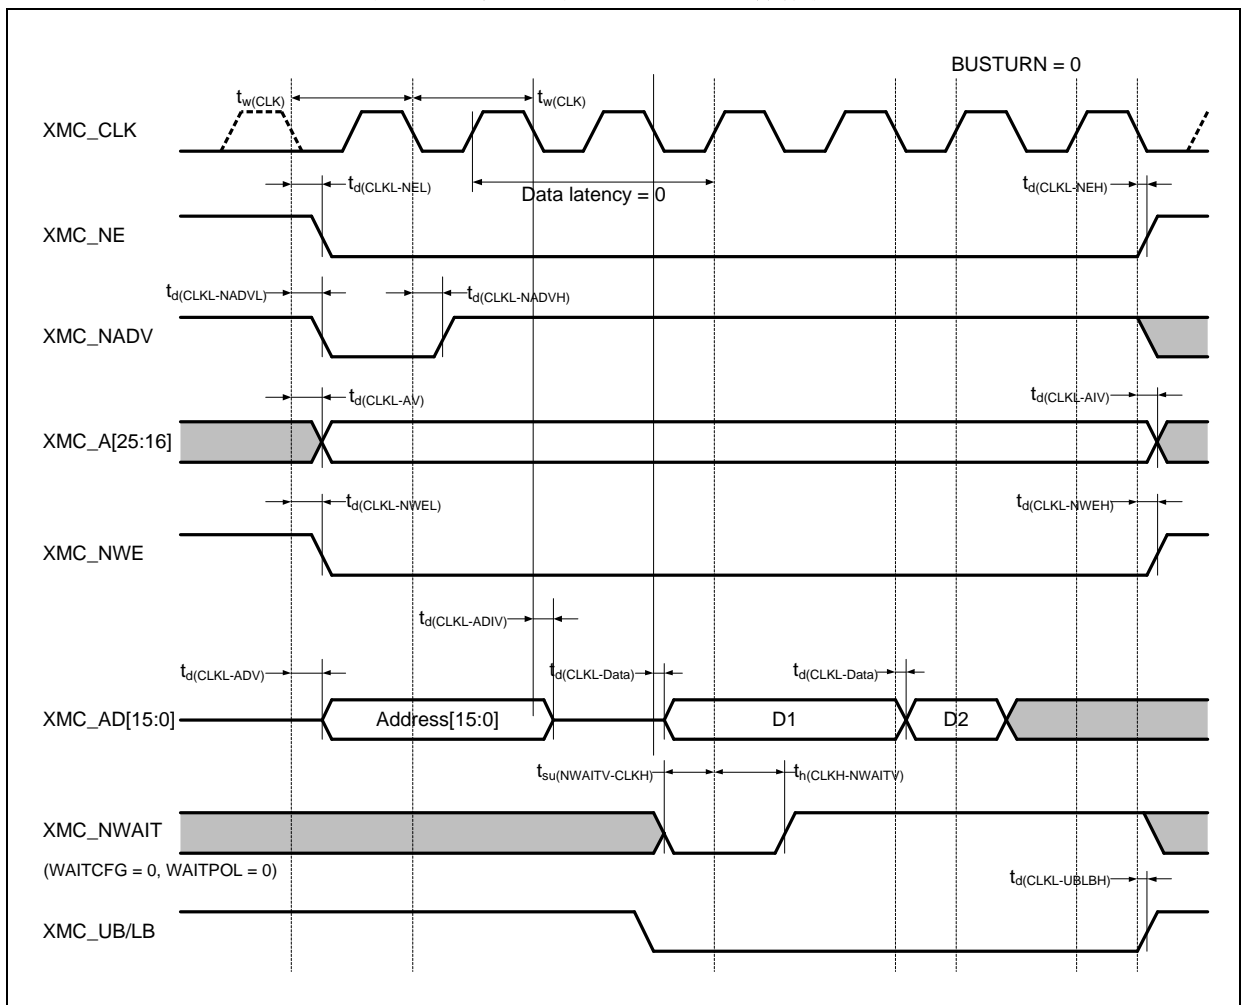 BUSTURN = 0
tw(CLK) tw(CLK)
XMC_CLK
td(CLKL-NEL) Data latency = 0 td(CLKL-NEH)
XMC_NE
td(CLKL-NADVL) td(CLKL-NADVH)
XMC_NADV
td(CLKL-AV) td(CLKL-AIV)
XMC_A[25:16]
td(CLKL-NWEL) td(CLKL-NWEH)
XMC_NWE
td(CLKL-ADIV)
td(CLKL-ADV) td(CLKL-Data) td(CLKL-Data)
XMC_AD[15:0] Address[15:0] D1 D2
tsu(NWAITV-CLKH) th(CLKH-NWAITV)
XMC_NWAIT
(WAITCFG = 0, WAITPOL = 0)
td(CLKL-UBLBH)
XMC_UB/LB